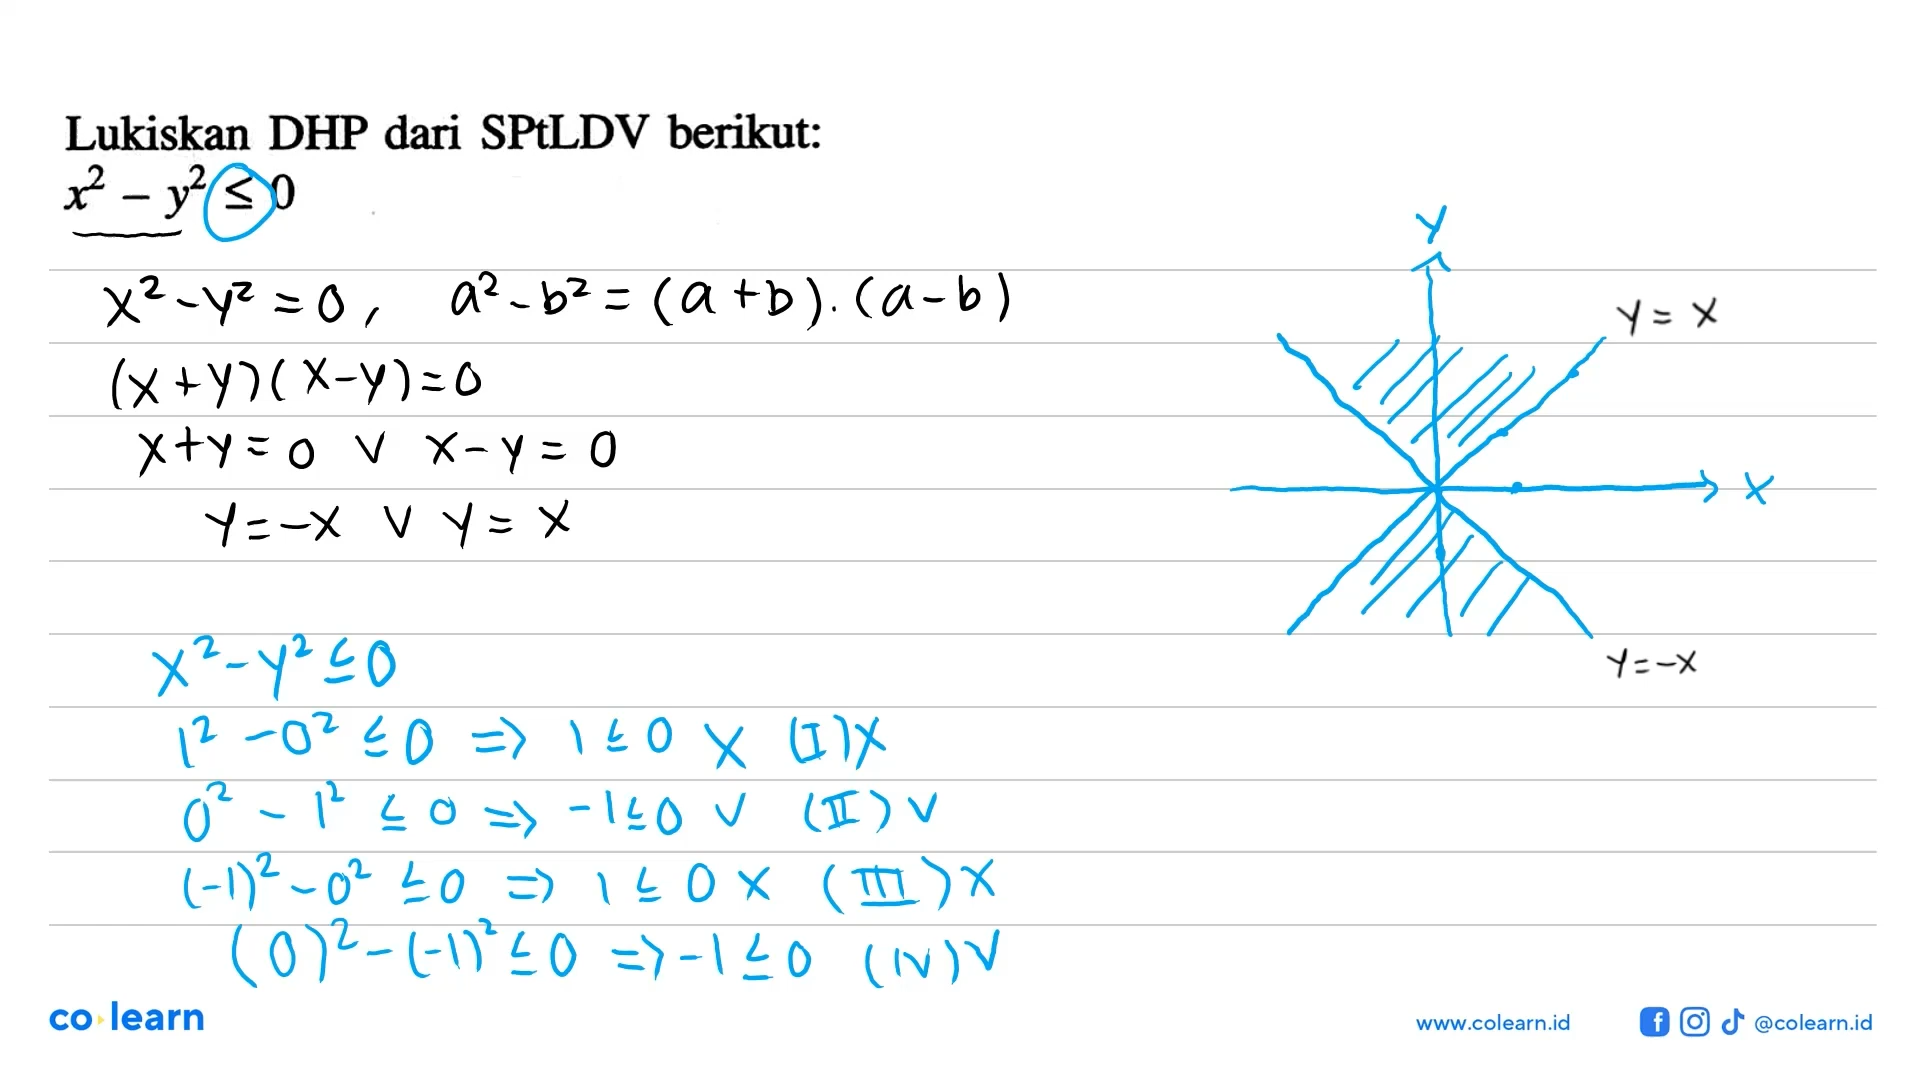 Lukiskan DHP dari SPtLDV berikut:
x² – y² ≤ 0
x² - y² = 0, a² - b² = (a + b).(a - b)
(x + y)(x - y) = 0
x + y = 0 V x - y = 0
y = -x V y = x
x² - y² ≤ 0
1² - 0² ≤ 0 => 1 ≤ 0 X (I) X
0² - 1² ≤ 0 => -1 ≤ 0 V (II) V
(-1)² - 0² ≤ 0 => 1 ≤ 0 X (III) X
(0)² - (-1)² ≤ 0 => -1 ≤ 0 (IV) V
y
y = x
x
y = -x
co learn
www.colearn.id
@colearn.id